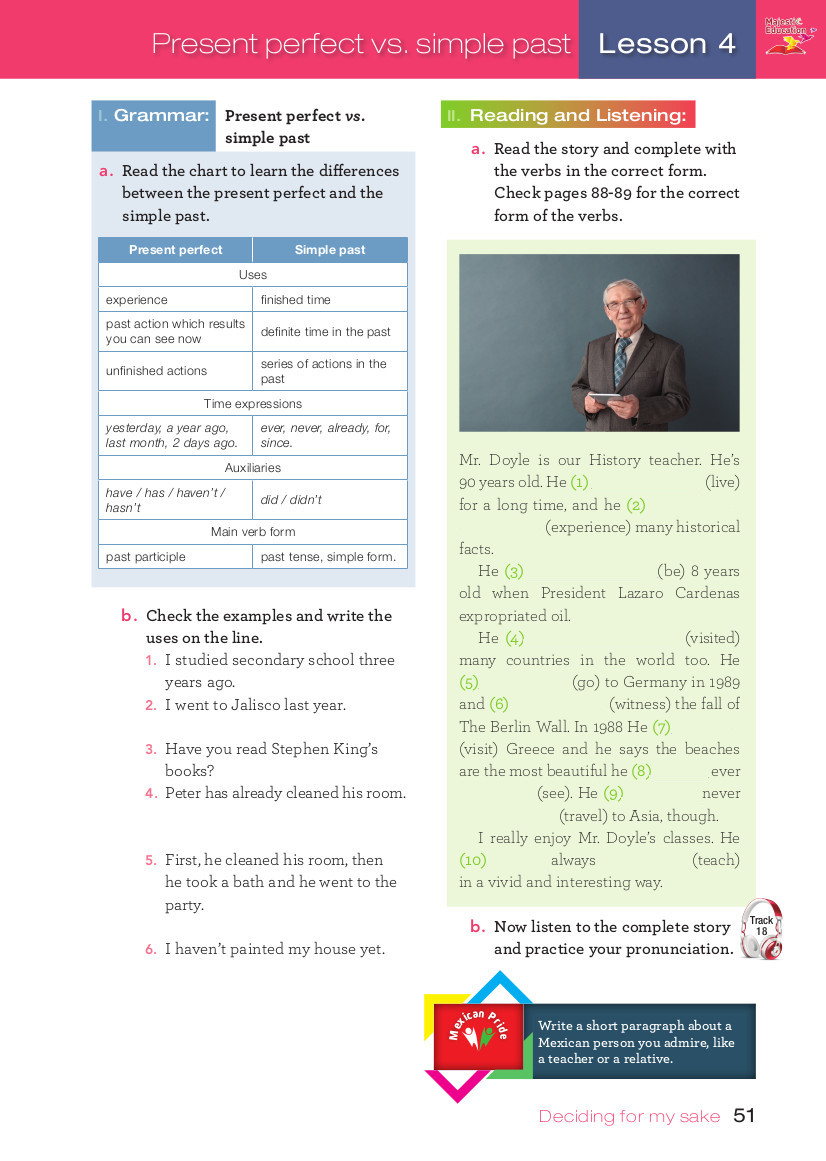 Present perfect vs. simple past
Lesson 4
Majestic
Education
I. Grammar:
Present perfect vs.
simple past
a. Read the chart to learn the differences
between the present perfect and the
simple past.
Present perfect Simple past
Uses
experience finished time
past action which results
you can see now
definite time in the past
unfinished actions
series of actions in the
past
Time expressions
yesterday, a year ago,
last month, 2 days ago.
ever, never, already, for,
since.
Auxiliaries
have / has / haven't /
hasn't
did / didn't
Main verb form
past participle past tense, simple form.
b. Check the examples and write the
uses on the line.
1. I studied secondary school three
years ago.
2. I went to Jalisco last year.
3. Have you read Stephen King's
books?
4. Peter has already cleaned his room.
5. First, he cleaned his room, then
he took a bath and he went to the
party.
6. I haven't painted my house yet.
II. Reading and Listening:
a. Read the story and complete with
the verbs in the correct form.
Check pages 88-89 for the correct
form of the verbs.
Mr. Doyle is our History teacher. He's
90 years old. He (1) (live)
for a long time, and he (2)
(experience) many historical
facts.
He (3) (be) 8 years
old when President Lazaro Cardenas
expropriated oil.
He (4) (visited)
many countries in the world too. He
(5) (go) to Germany in 1989
and (6) (witness) the fall of
The Berlin Wall. In 1988 He (7)
(visit) Greece and he says the beaches
are the most beautiful he (8) ever
(see). He (9) never
(travel) to Asia, though.
I really enjoy Mr. Doyle's classes. He
(10) always (teach)
in a vivid and interesting way.
b. Now listen to the complete story
and practice your pronunciation.
Track
18
Mexican Pride
Write a short paragraph about a
Mexican person you admire, like
a teacher or a relative.
Deciding for my sake 51